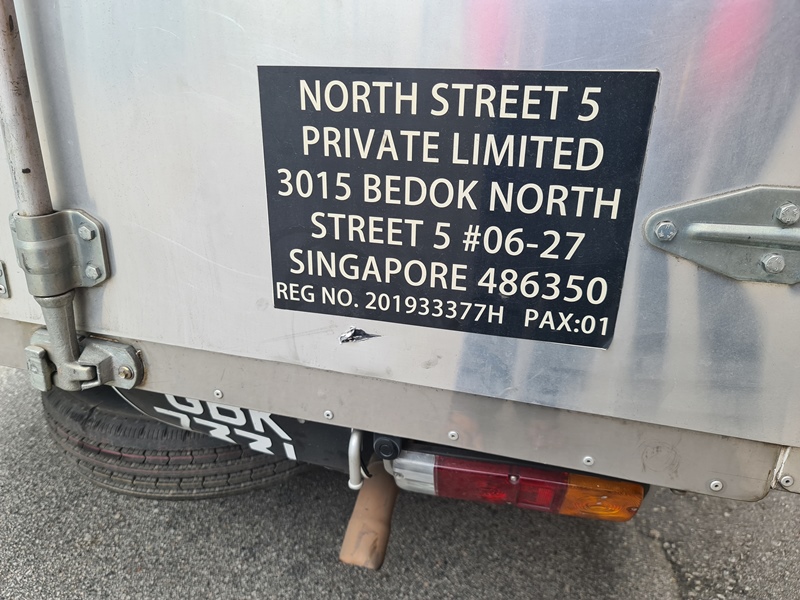 NORTH STREET 5
PRIVATE LIMITED
3015 BEDOK NORTH
STREET 5 #06-27
SINGAPORE 486350
REG NO. 201933377H PAX:01